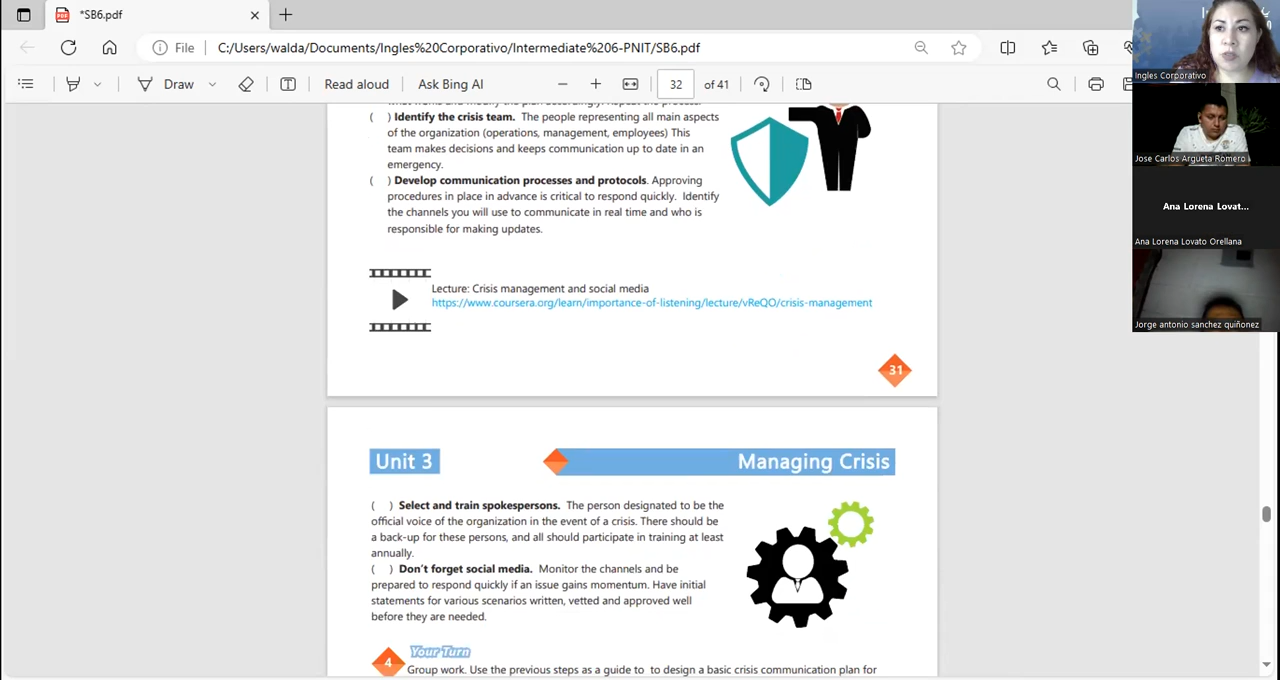 *SB6.pdf
File
C:/Users/walda/Documents/Ingles%20Corporativo/Intermediate%206-PNIT/SB6.pdf
Draw
Read aloud
Ask Bing AI
32 of 41
what works and modify the plan accordingly. Repeat the process.
( ) Identify the crisis team. The people representing all main aspects
of the organization (operations, management, employees) This
team makes decisions and keeps communication up to date in an
emergency.
( ) Develop communication processes and protocols. Approving
procedures in place in advance is critical to respond quickly. Identify
the channels you will use to communicate in real time and who is
responsible for making updates.
Lecture: Crisis management and social media
https://www.coursera.org/learn/importance-of-listening/lecture/vReQO/crisis-management
31
Unit 3
Managing Crisis
( ) Select and train spokespersons. The person designated to be the
official voice of the organization in the event of a crisis. There should be
a back-up for these persons, and all should participate in training at least
annually.
( ) Don't forget social media. Monitor the channels and be
prepared to respond quickly if an issue gains momentum. Have initial
statements for various scenarios written, vetted and approved well
before they are needed.
4
Your Turn
Group work. Use the previous steps as a guide to to design a basic crisis communication plan for
Ingles Corporativo
Jose Carlos Argueta Romero
Ana Lorena Lovat...
Ana Lorena Lovato Orellana
Jorge antonio sanchez quiñonez